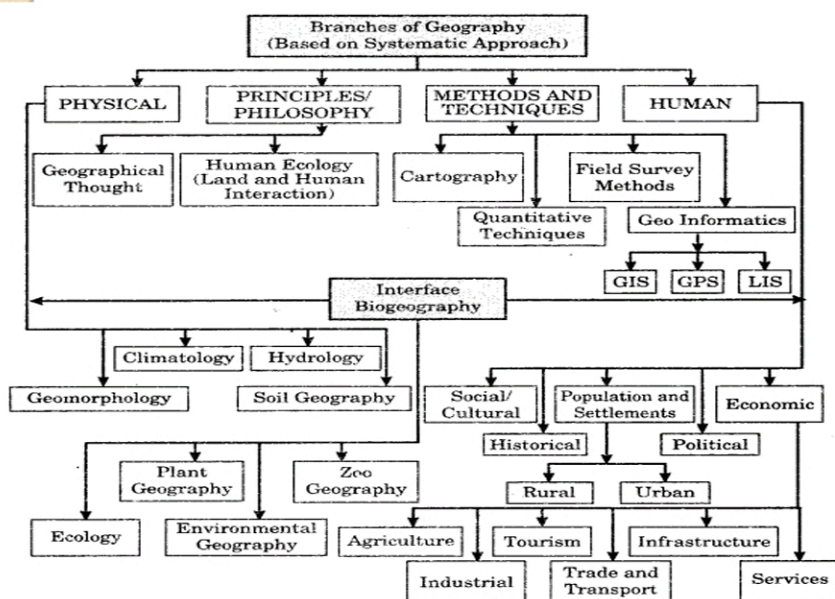 Branches of Geography
(Based on Systematic Approach)
PHYSICAL
PRINCIPLES/
PHILOSOPHY
METHODS AND
TECHNIQUES
HUMAN
Geographical
Thought
Human Ecology
(Land and Human
Interaction)
Cartography
Field Survey
Methods
Quantitative
Techniques
Geo Informatics
GIS
GPS
LIS
Interface
Biogeography
Climatology
Hydrology
Geomorphology
Soil Geography
Social/
Cultural
Population and
Settlements
Economic
Historical
Political
Plant
Geography
Zoo
Geography
Rural
Urban
Ecology
Environmental
Geography
Agriculture
Tourism
Infrastructure
Industrial
Trade and
Transport
Services